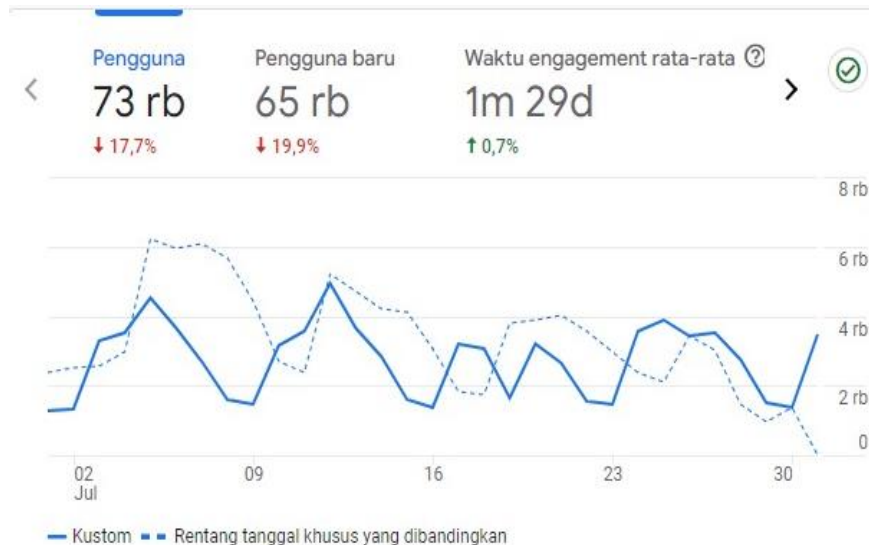 Pengguna
Pengguna baru
Waktu engagement rata-rata
73 rb
65 rb
1m 29d
↓ 17,7%
↓ 19,9%
↑ 0,7%
8 rb
6 rb
4 rb
2 rb
0
02
Jul
09
16
23
30
Kustom
Rentang tanggal khusus yang dibandingkan